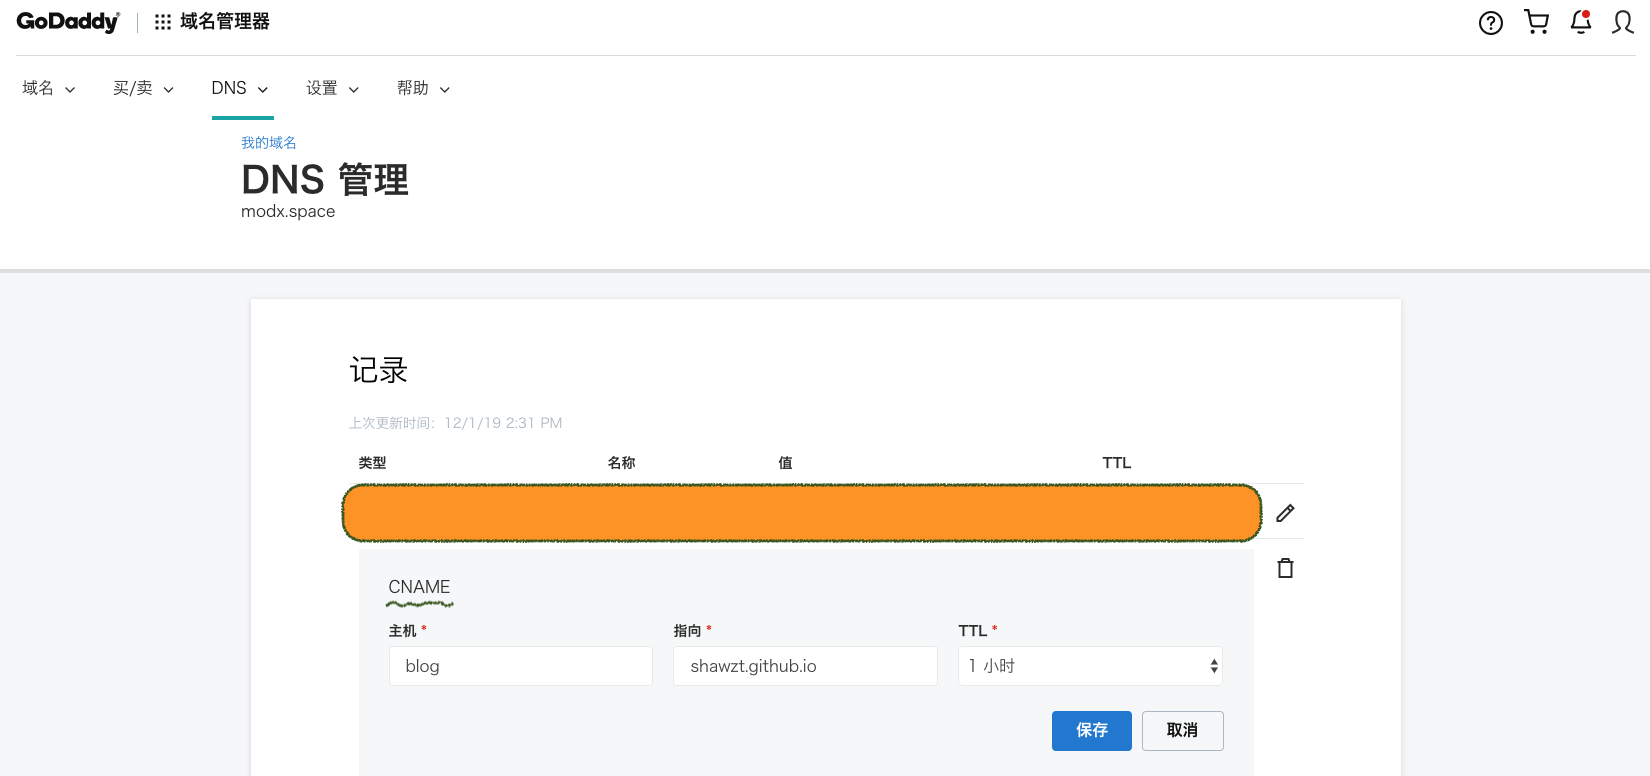 GoDaddy 域名管理器
域名 买/卖 DNS 设置 帮助
我的域名
DNS 管理
modx.space
记录
上次更新时间: 12/1/19 2:31 PM
类型 名称 值 TTL
CNAME
主机 * 指向 * TTL *
blog shawzt.github.io 1 小时
保存 取消